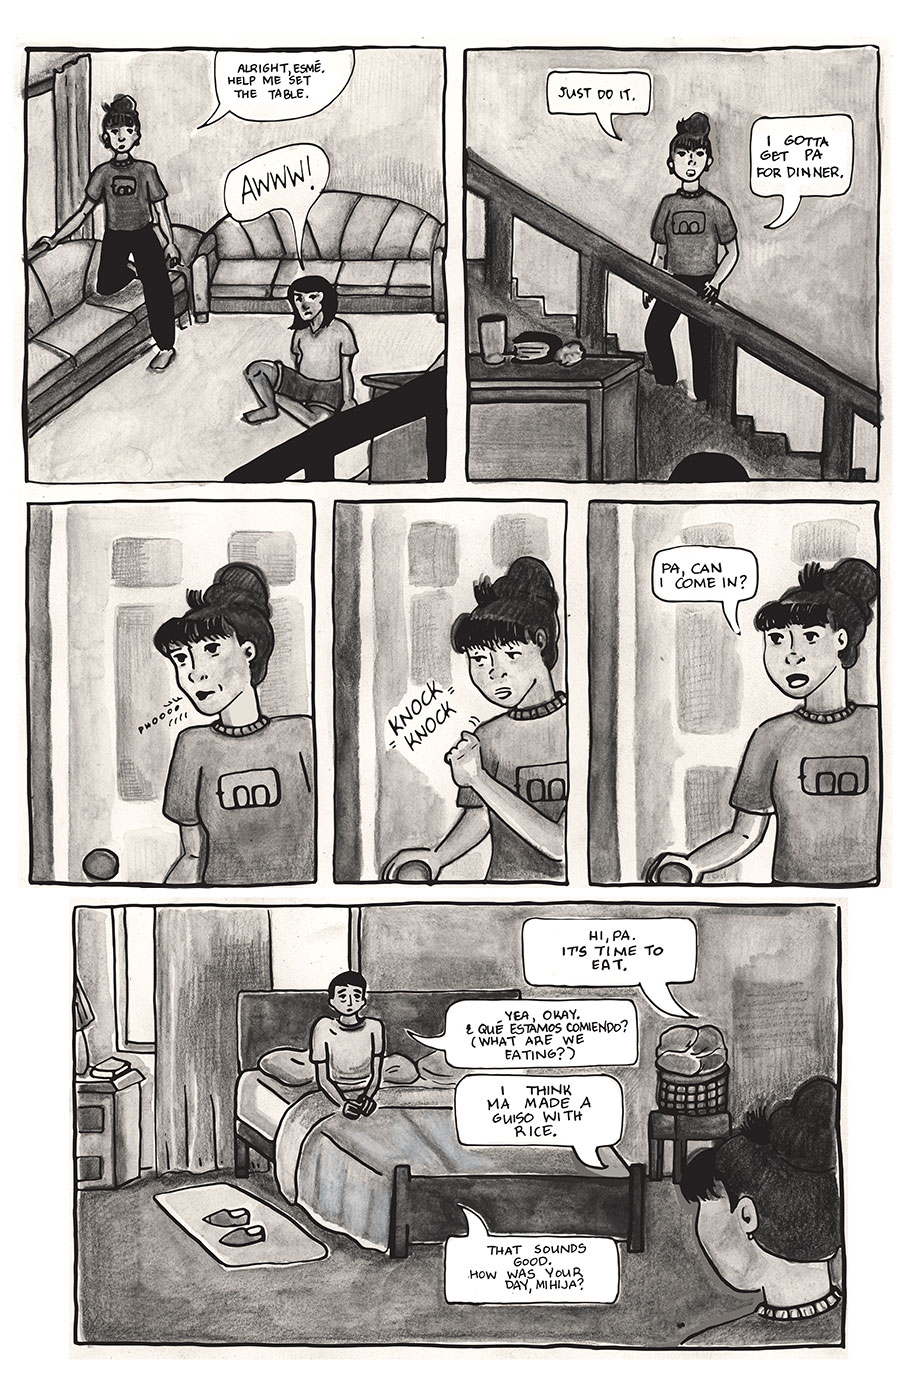 ALRIGHT, ESMÉ.
HELP ME SET
THE TABLE.
AWWW!
JUST DO IT.
I GOTTA
GET PA
FOR DINNER.
PHOOOO
KNOCK
KNOCK
PA, CAN
I COME IN?
HI, PA.
IT'S TIME TO
EAT.
YEA, OKAY.
¿ QUÉ ESTAMOS COMIENDO?
(WHAT ARE WE
EATING?)
I THINK
MA MADE A
GUISO WITH
RICE.
THAT SOUNDS
GOOD.
HOW WAS YOUR
DAY, MIHIJA?